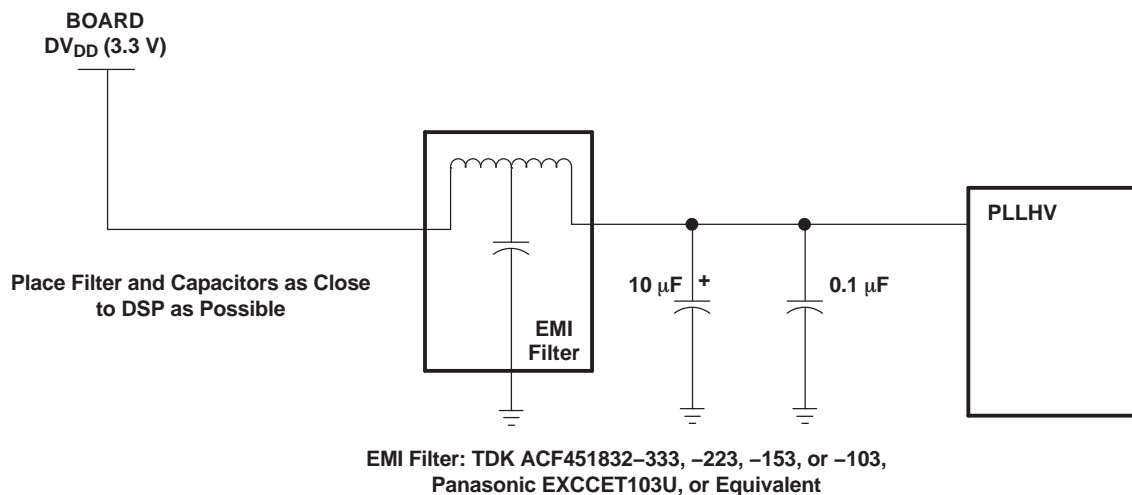 BOARD
DVDD (3.3 V)
PLLHV
Place Filter and Capacitors as Close
to DSP as Possible
10 μF
+
0.1 μF
EMI
Filter
EMI Filter: TDK ACF451832–333, –223, –153, or –103,
Panasonic EXCCET103U, or Equivalent